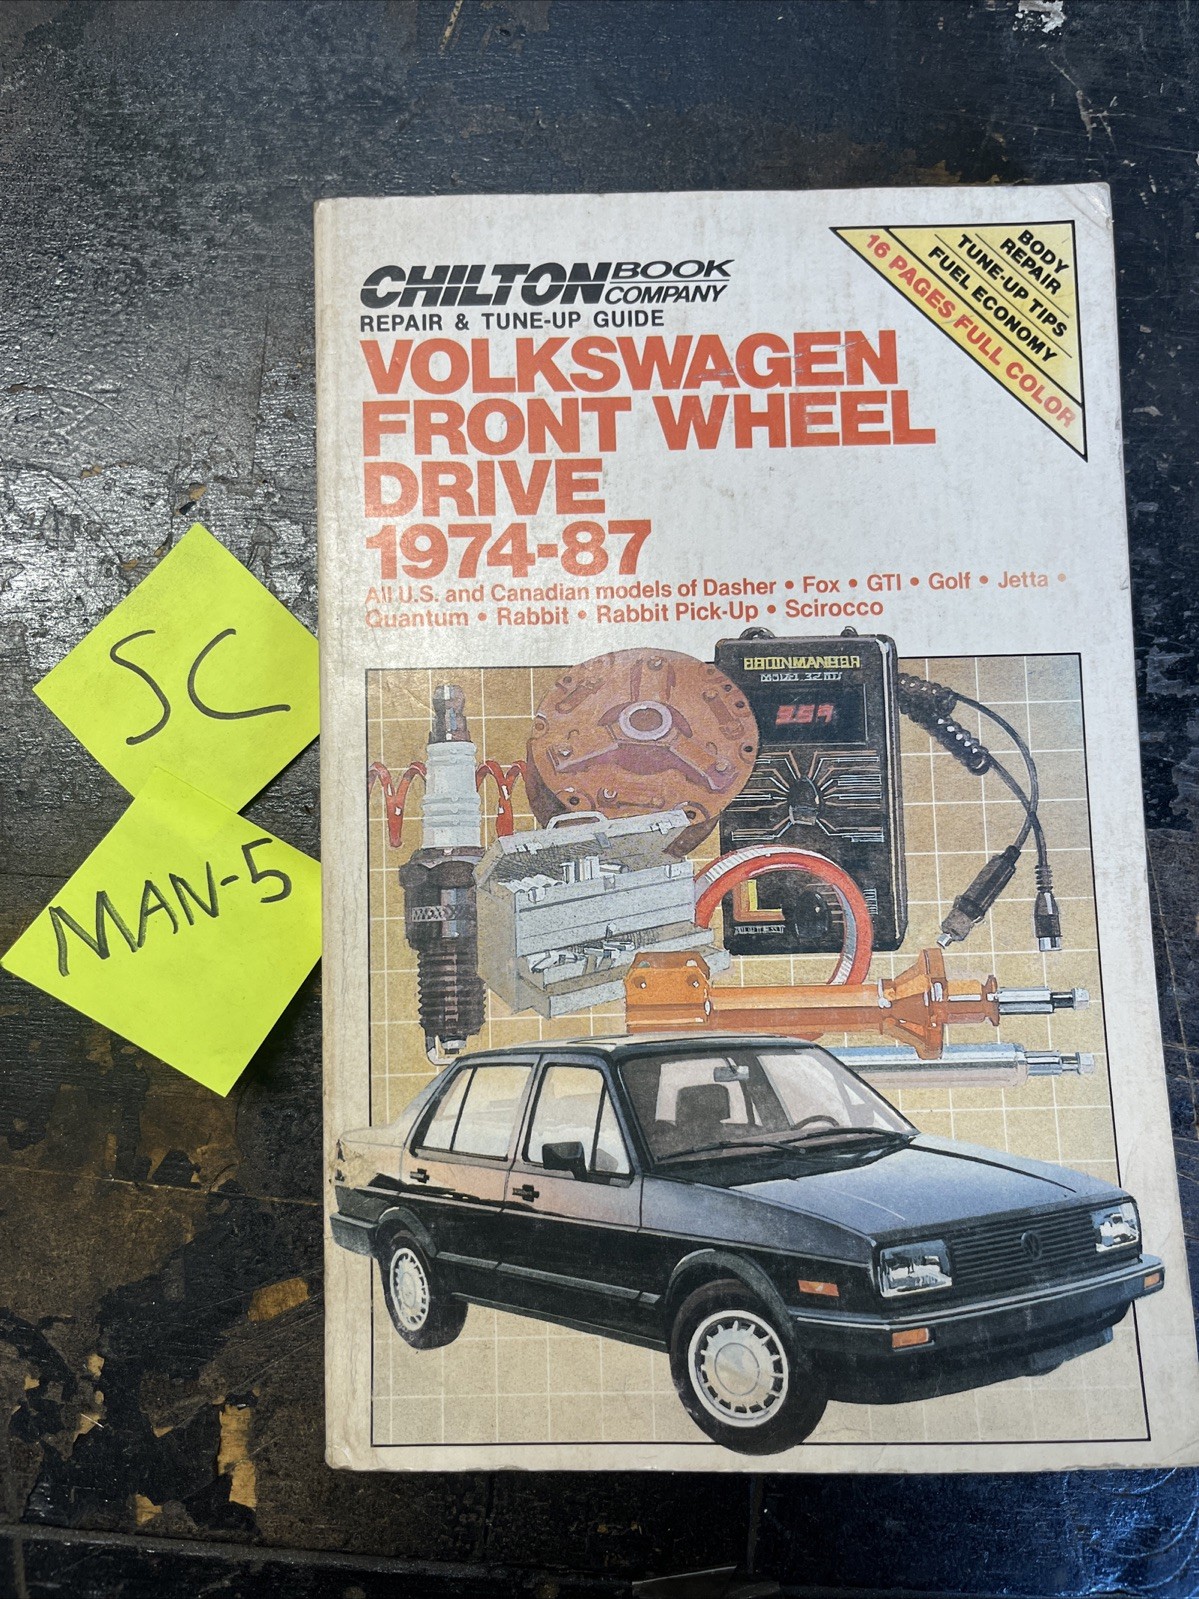 CHILTON BOOK COMPANY
REPAIR & TUNE-UP GUIDE
VOLKSWAGEN
FRONT WHEEL
DRIVE
1974-87
All U.S. and Canadian models of Dasher • Fox • GTI • Golf • Jetta •
Quantum • Rabbit • Rabbit Pick-Up • Scirocco
BODY
REPAIR
TUNE-UP TIPS
FUEL ECONOMY
16 PAGES FULL COLOR
SC
MAN-5